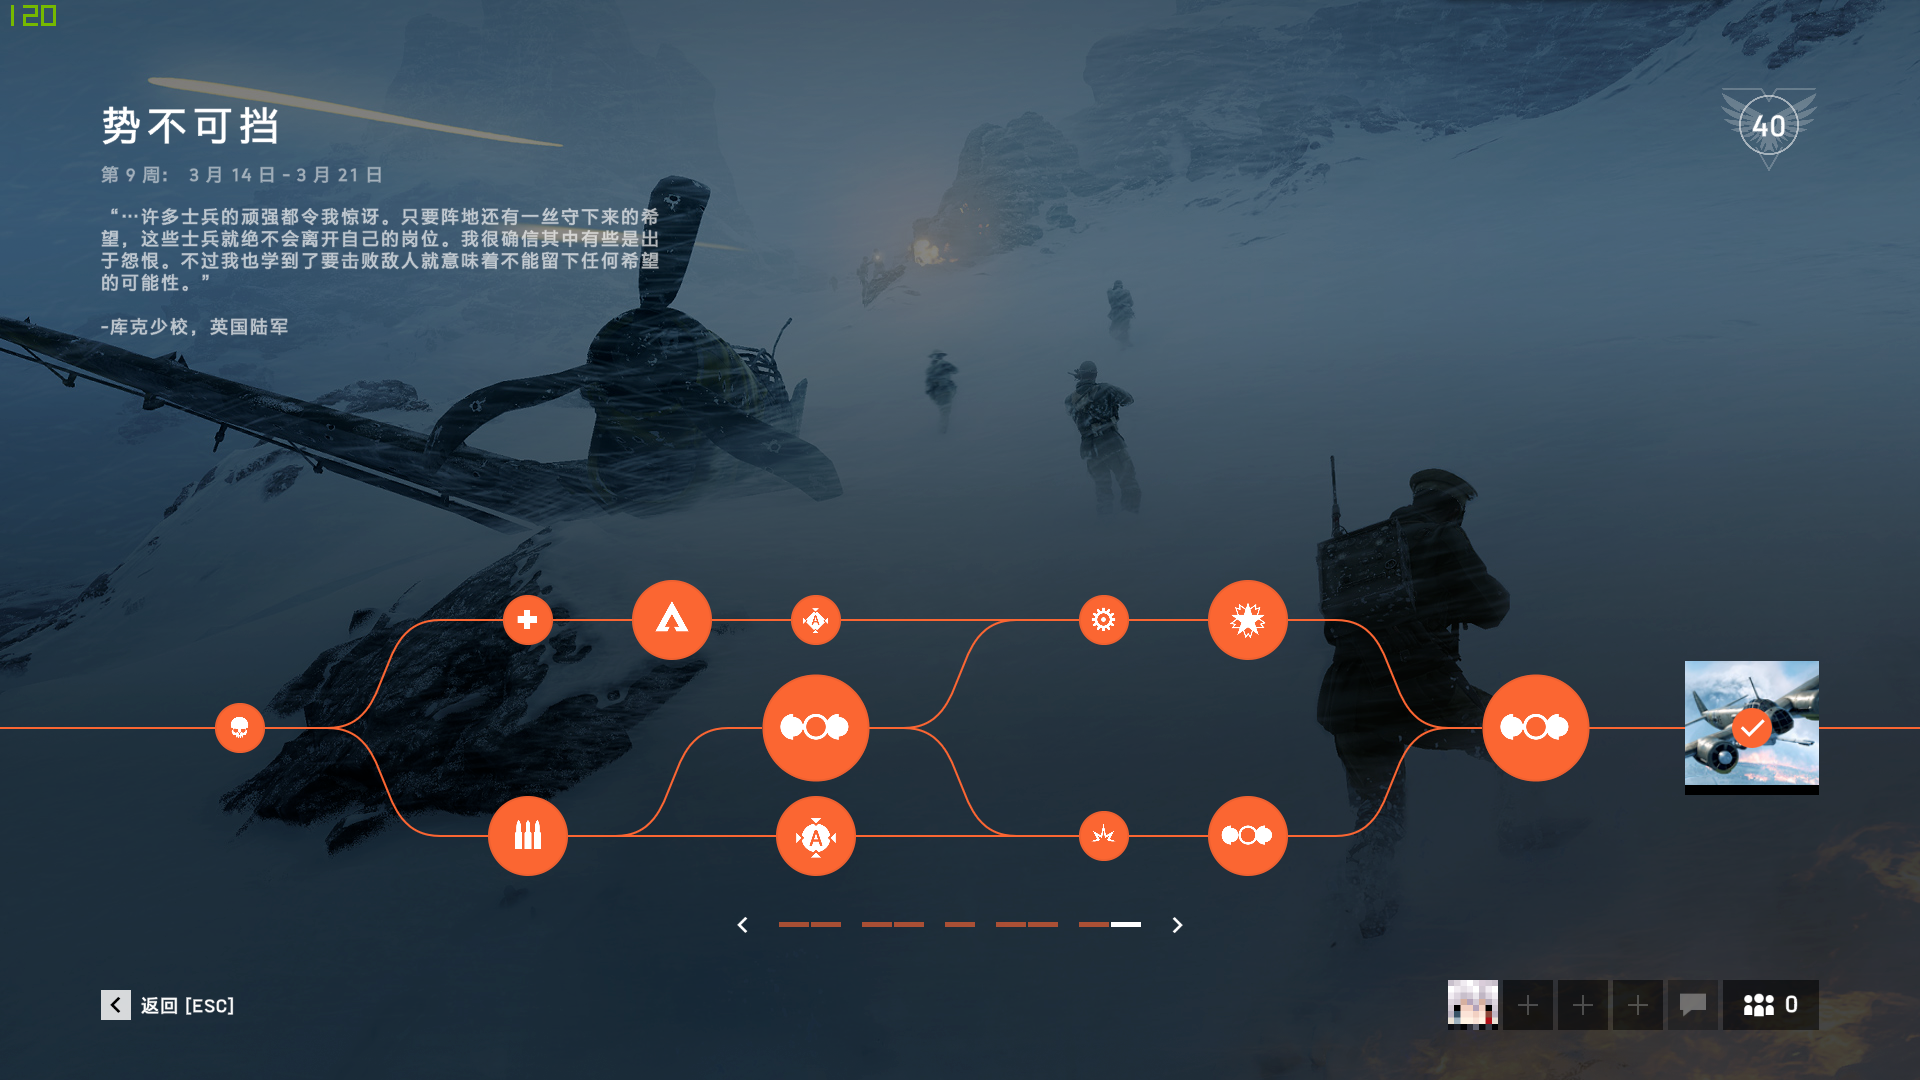 120
势不可挡
40
第 9 周： 3 月 14 日 - 3 月 21 日
“…许多士兵的顽强都令我惊讶。只要阵地还有一丝守下来的希
望，这些士兵就绝不会离开自己的岗位。我很确信其中有些是出
于怨恨。不过我也学到了要击败敌人就意味着不能留下任何希望
的可能性。”
-库克少校，英国陆军
A
A
返回 [ESC]
0